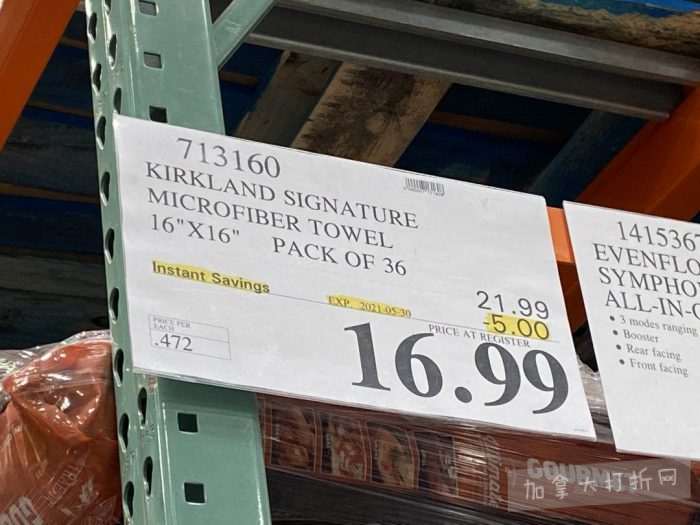 713160
KIRKLAND SIGNATURE
MICROFIBER TOWEL
16"X16" PACK OF 36
Instant Savings
EXP. 2021-05-30
21.99
-5.00
PRICE PER
EACH
.472
PRICE AT REGISTER
16.99
141536
EVENFLO
SYMPHO
ALL-IN-
• 3 modes ranging
• Booster
• Rear facing
• Front facing
GOURM
加拿大打折网